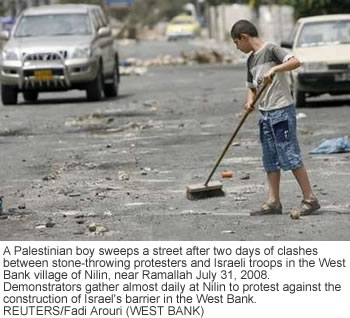 A Palestinian boy sweeps a street after two days of clashes
between stone-throwing protesters and Israeli troops in the West
Bank village of Nilin, near Ramallah July 31, 2008.
Demonstrators gather almost daily at Nilin to protest against the
construction of Israel's barrier in the West Bank.
REUTERS/Fadi Arouri (WEST BANK)